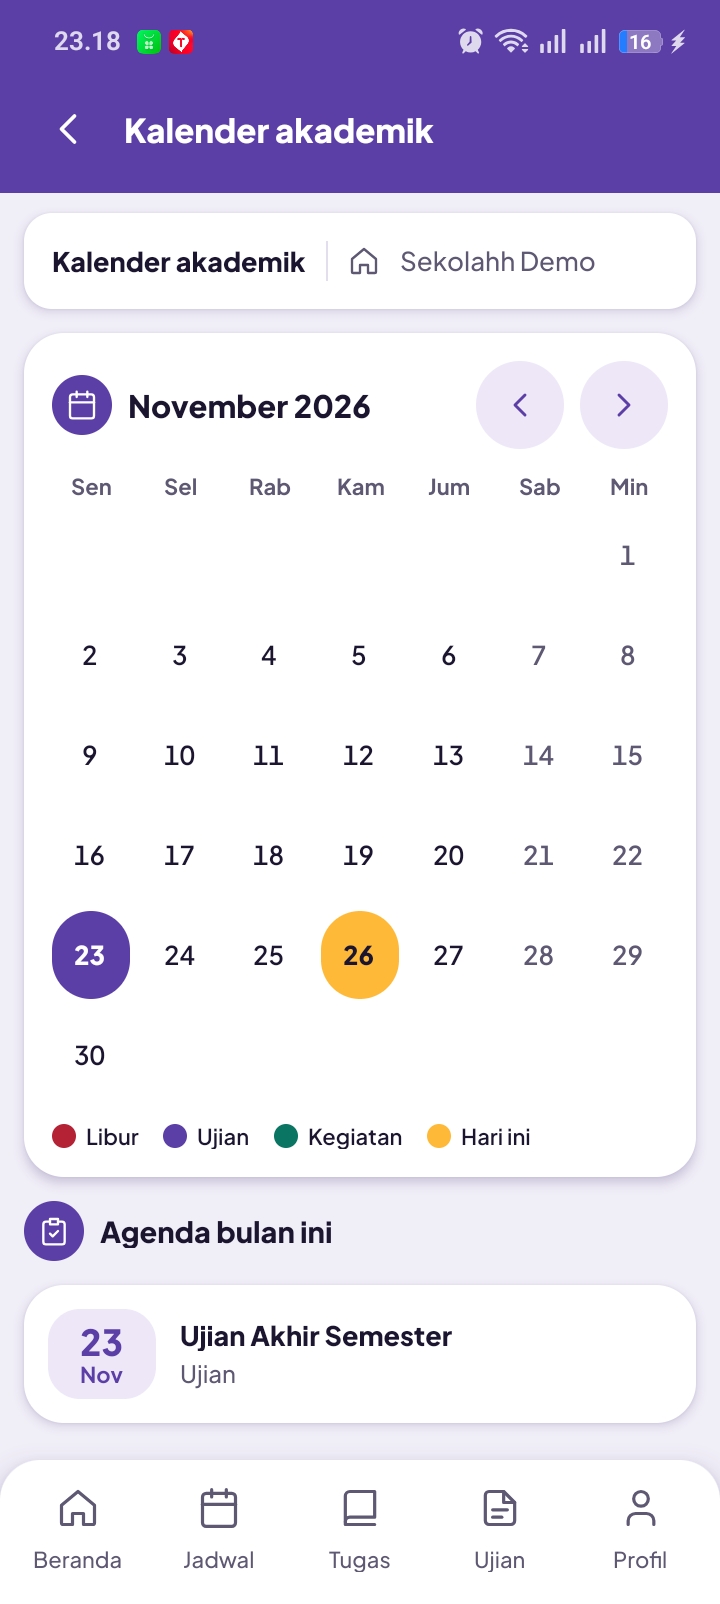 23.18 16
Kalender akademik
Kalender akademik Sekolahh Demo
November 2026
Sen Sel Rab Kam Jum Sab Min
1
2 3 4 5 6 7 8
9 10 11 12 13 14 15
16 17 18 19 20 21 22
23 24 25 26 27 28 29
30
Libur Ujian Kegiatan Hari ini
Agenda bulan ini
23
Nov
Ujian Akhir Semester
Ujian
Beranda Jadwal Tugas Ujian Profil